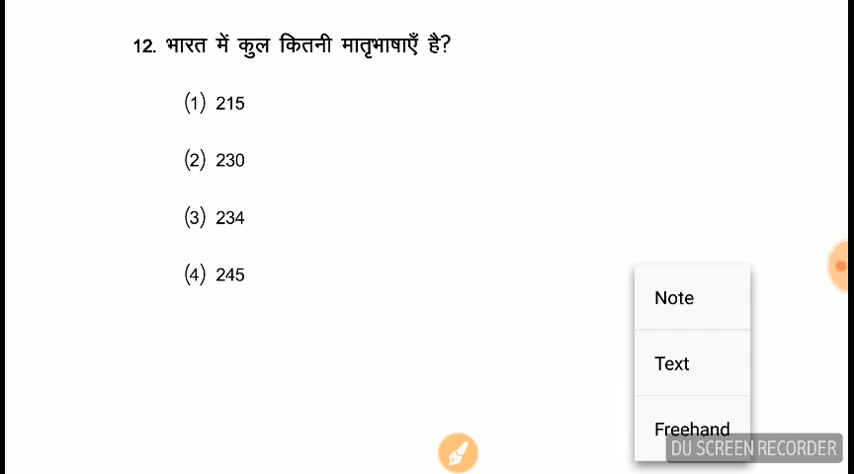 12. भारत में कुल कितनी मातृभाषाएँ है?
(1) 215
(2) 230
(3) 234
(4) 245
Note
Text
Freehand
DU SCREEN RECORDER